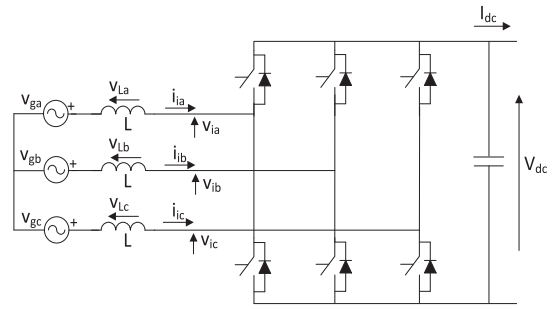 I_dc
v_La
v_ga + L i_ia
v_ia
v_Lb
v_gb + L i_ib
v_ib
V_dc
v_Lc
v_gc + L i_ic
v_ic